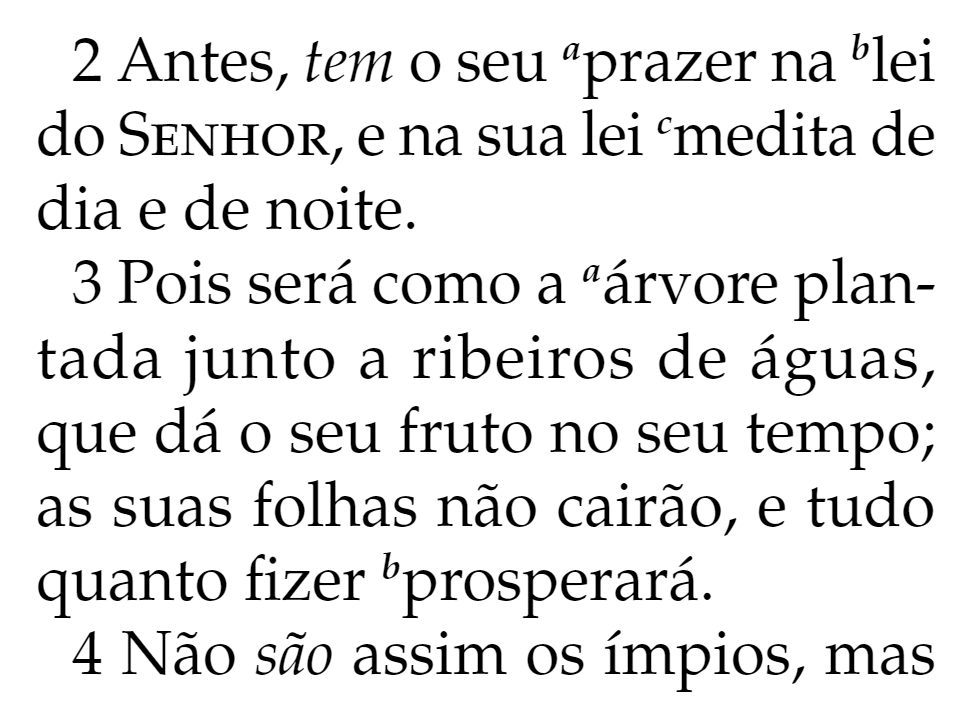 2 Antes, tem o seu ᵃprazer na ᵇlei
do SENHOR, e na sua lei ᶜmedita de
dia e de noite.
3 Pois será como a ᵃárvore plan-
tada junto a ribeiros de águas,
que dá o seu fruto no seu tempo;
as suas folhas não cairão, e tudo
quanto fizer ᵇprosperará.
4 Não são assim os ímpios, mas